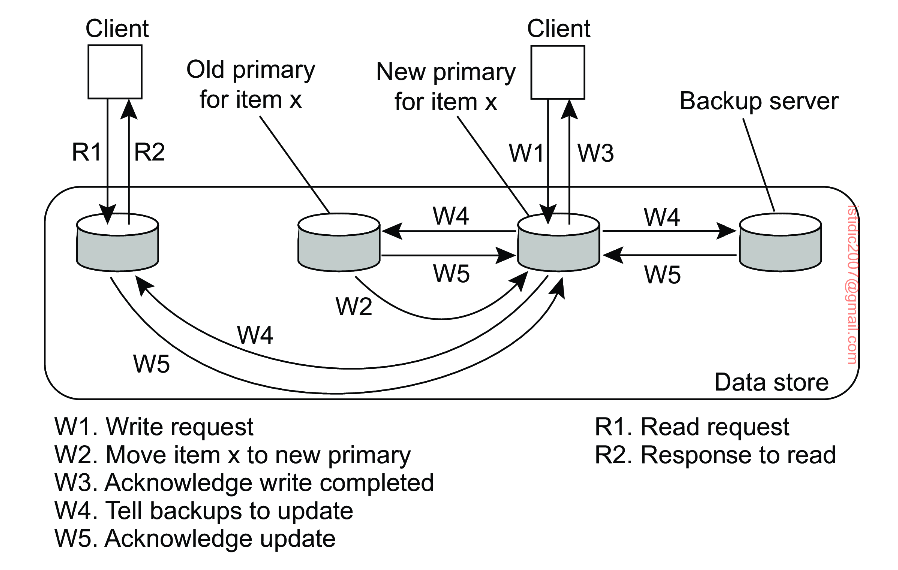 Client
Client
Old primary
for item x
New primary
for item x
Backup server
R1
R2
W1
W3
W4
W4
W5
W5
W2
W4
W5
istidic2007@gmail.com
Data store
W1. Write request
W2. Move item x to new primary
W3. Acknowledge write completed
W4. Tell backups to update
W5. Acknowledge update
R1. Read request
R2. Response to read